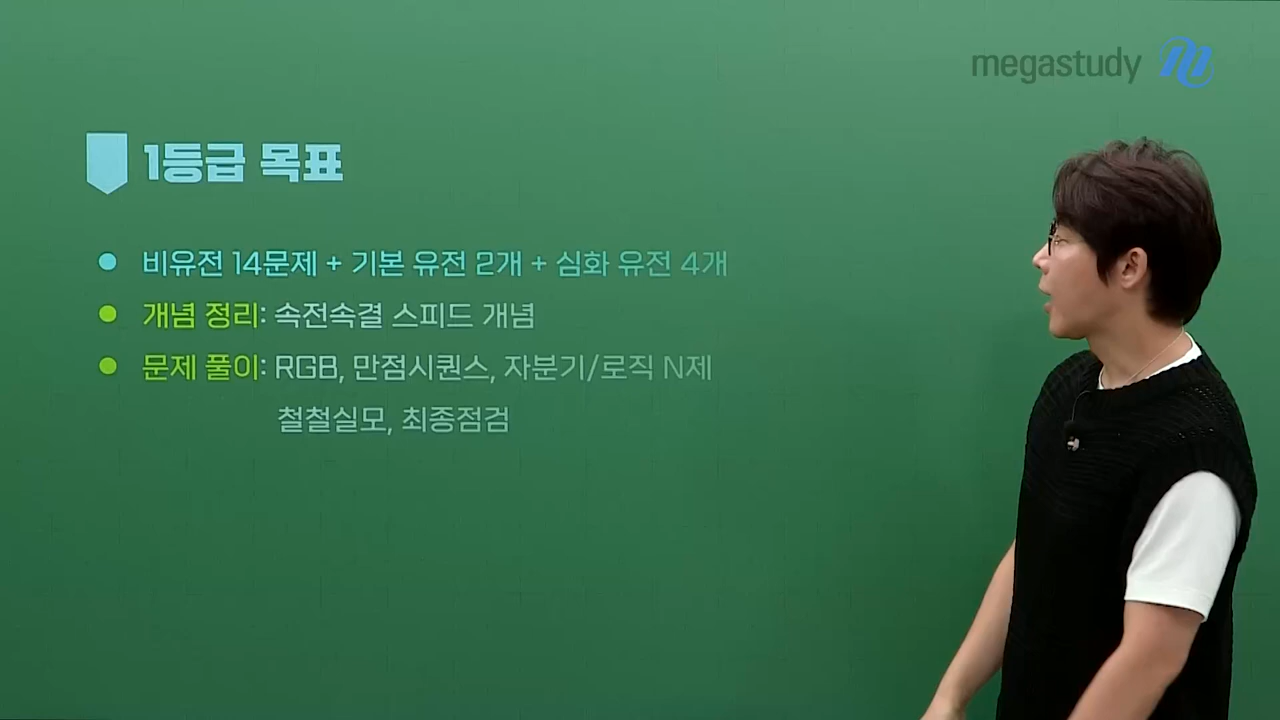 megastudy
1등급 목표
비유전 14문제 + 기본 유전 2개 + 심화 유전 4개
개념 정리: 속전속결 스피드 개념
문제 풀이: RGB, 만점시퀀스, 자분기/로직 N제
철철실모, 최종점검